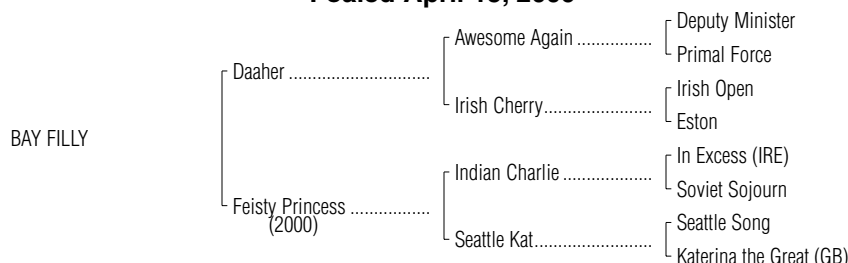 Foaled April
Deputy Minister
Awesome Again ...................
Primal Force
Daaher ...............................
Irish Open
Irish Cherry...........................
Eston
BAY FILLY
In Excess (IRE)
Indian Charlie ......................
Soviet Sojourn
Feisty Princess .................
(2000)
Seattle Song
Seattle Kat............................
Katerina the Great (GB)